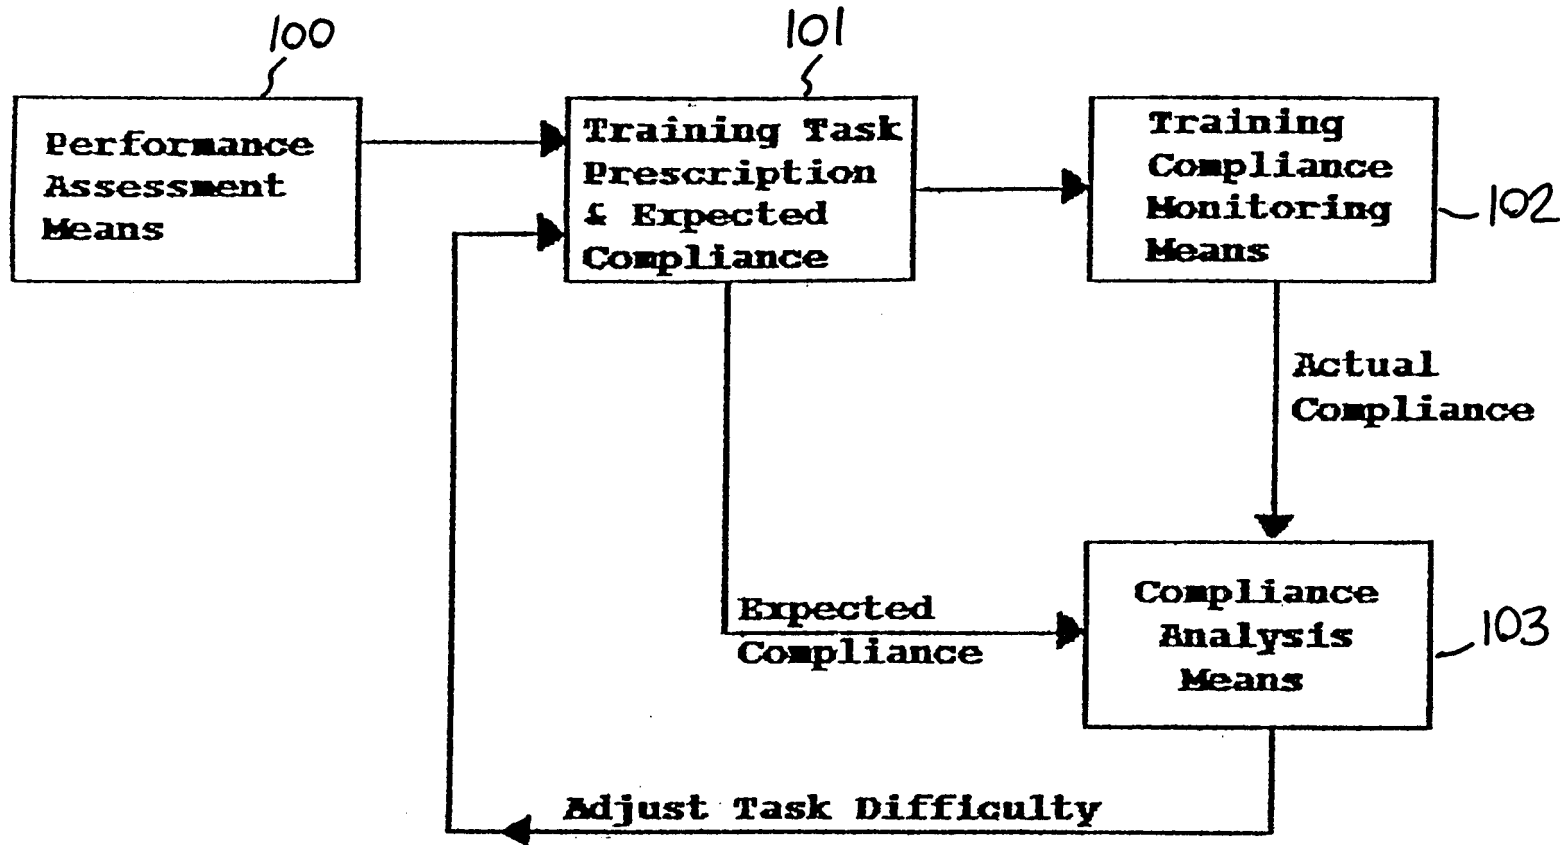 100
101
Performance
Assessment
Means
Training Task
Prescription
& Expected
Compliance
Training
Compliance
Monitoring
Means
102
Actual
Compliance
Expected
Compliance
Compliance
Analysis
Means
103
Adjust Task Difficulty